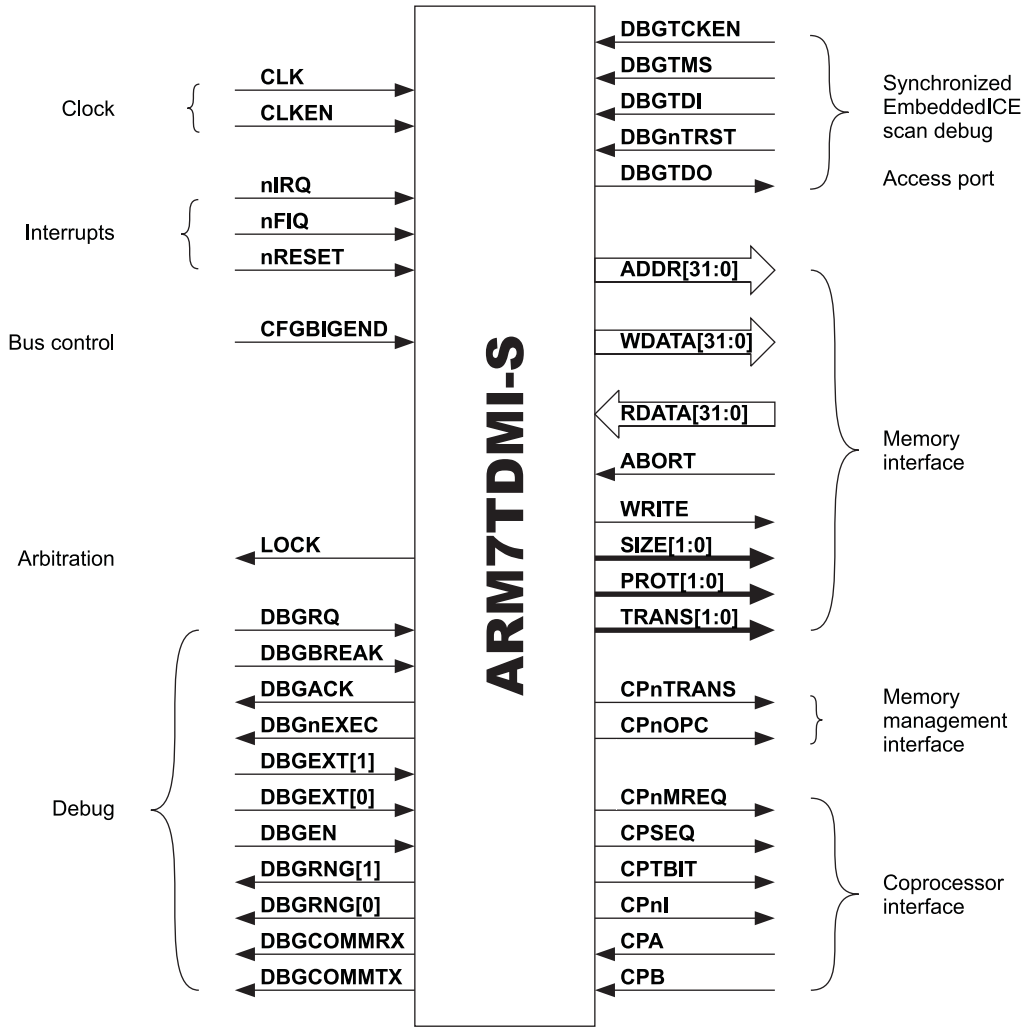 Clock
CLK
CLKEN
Interrupts
nIRQ
nFIQ
nRESET
Bus control
CFGBIGEND
Arbitration
LOCK
Debug
DBGRQ
DBGBREAK
DBGACK
DBGnEXEC
DBGEXT[1]
DBGEXT[0]
DBGEN
DBGRNG[1]
DBGRNG[0]
DBGCOMMRX
DBGCOMMTX
ARM7TDMI-S
DBGTCKEN
DBGTMS
DBGTDI
DBGnTRST
DBGTDO
Synchronized
EmbeddedICE
scan debug
Access port
ADDR[31:0]
WDATA[31:0]
RDATA[31:0]
ABORT
WRITE
SIZE[1:0]
PROT[1:0]
TRANS[1:0]
Memory
interface
CPnTRANS
CPnOPC
Memory
management
interface
CPnMREQ
CPSEQ
CPTBIT
CPnI
CPA
CPB
Coprocessor
interface